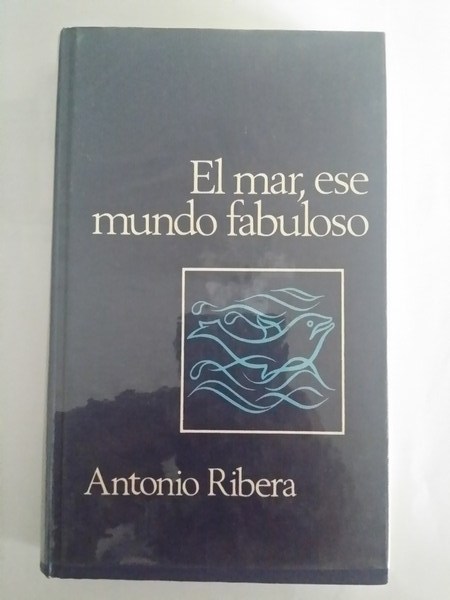 El mar, ese
mundo fabuloso
Antonio Ribera